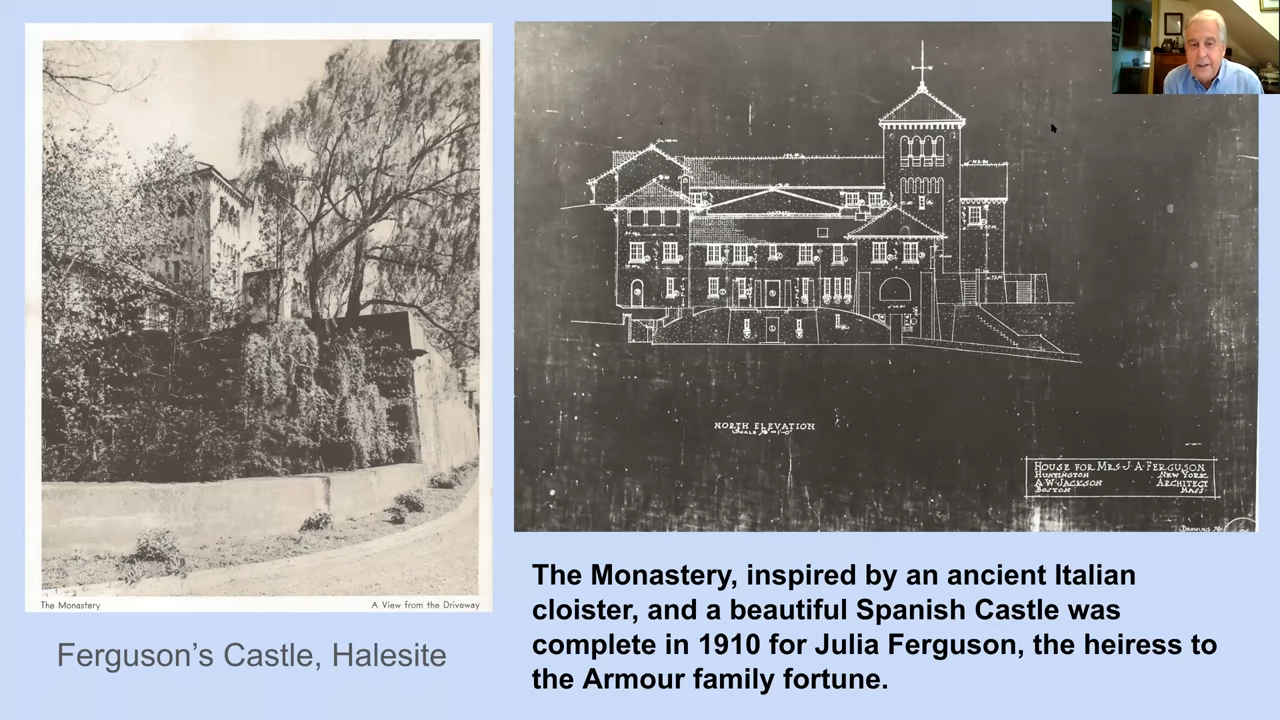 The Monastery
A View from the Driveway
Ferguson’s Castle, Halesite
NORTH ELEVATION
HOUSE FOR MRS. J. A. FERGUSON
HUNTINGTON NEW YORK
A W JACKSON ARCHITECT
BOSTON MASS.
The Monastery, inspired by an ancient Italian
cloister, and a beautiful Spanish Castle was
complete in 1910 for Julia Ferguson, the heiress to
the Armour family fortune.